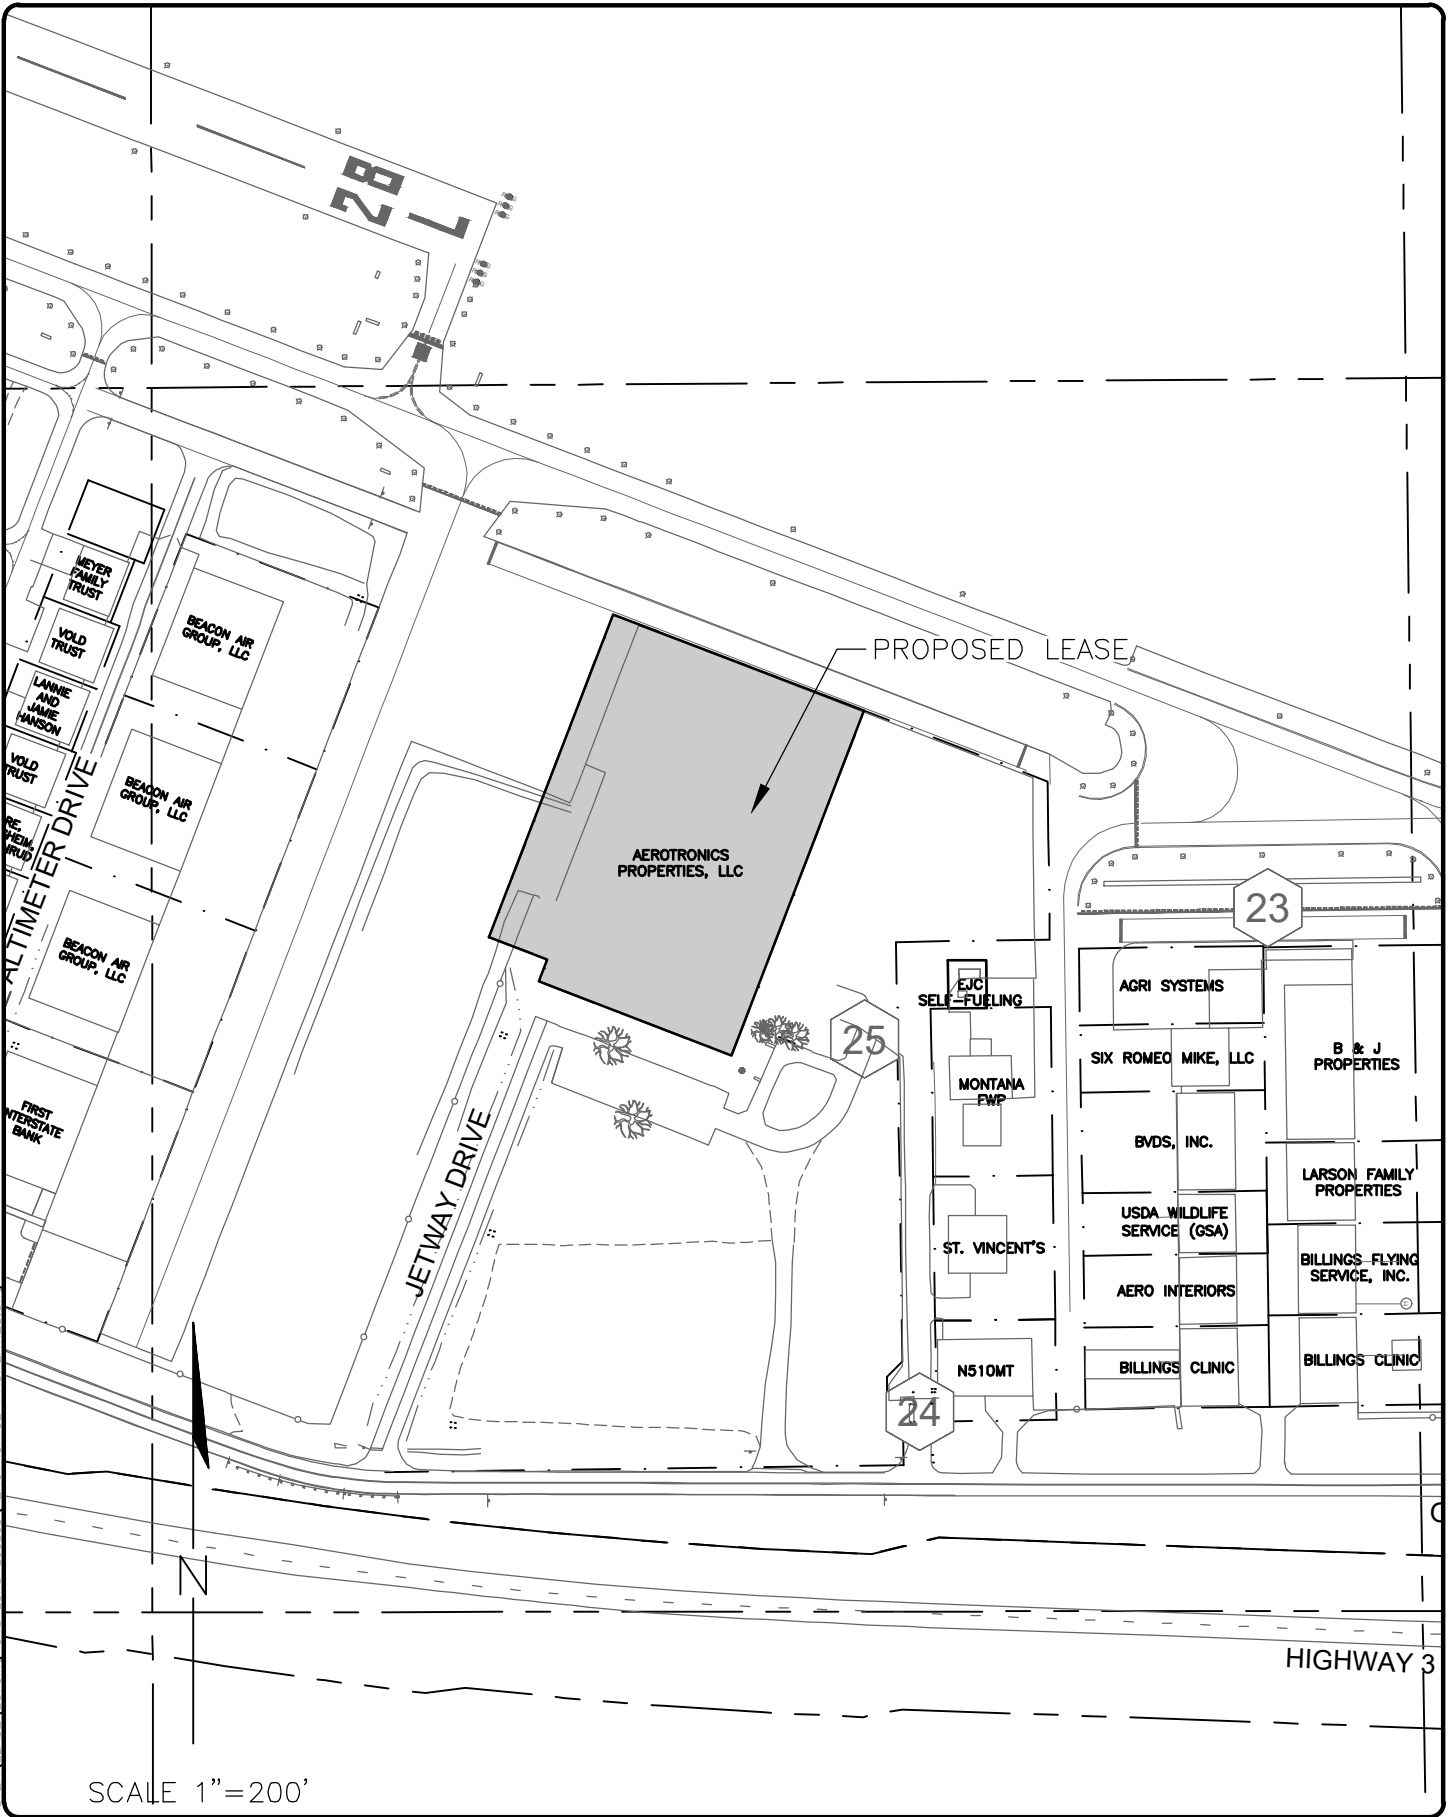 28
L
PROPOSED LEASE
MEYER
FAMILY
TRUST
VOLD
TRUST
LANNIE
AND
JAMIE
HANSON
VOLD
TRUST
ALTIMETER DRIVE
BEACON AIR
GROUP, LLC
BEACON AIR
GROUP, LLC
BEACON AIR
GROUP, LLC
FIRST
INTERSTATE
BANK
AEROTRONICS
PROPERTIES, LLC
JETWAY DRIVE
23
25
24
EJC
SELF-FUELING
MONTANA
FWP
ST. VINCENT'S
N510MT
AGRI SYSTEMS
SIX ROMEO MIKE, LLC
BVDS, INC.
USDA WILDLIFE
SERVICE (GSA)
AERO INTERIORS
BILLINGS CLINIC
B & J
PROPERTIES
LARSON FAMILY
PROPERTIES
BILLINGS FLYING
SERVICE, INC.
BILLINGS CLINIC
N
HIGHWAY 3
SCALE 1"=200'